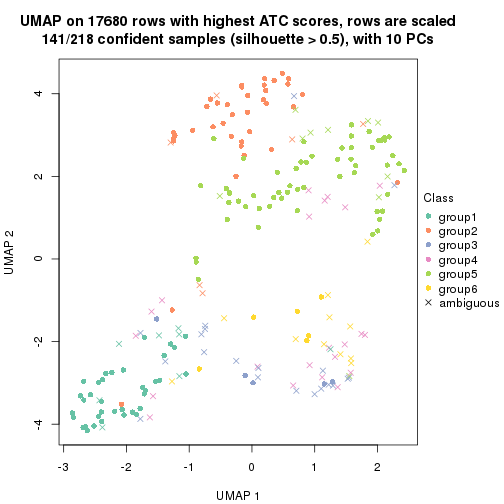 UMAP on 17680 rows with highest ATC scores, rows are scaled
141/218 confident samples (silhouette > 0.5), with 10 PCs
UMAP 2
4
2
0
-2
-4
-3
-2
-1
0
1
2
UMAP 1
Class
group1
group2
group3
group4
group5
group6
ambiguous